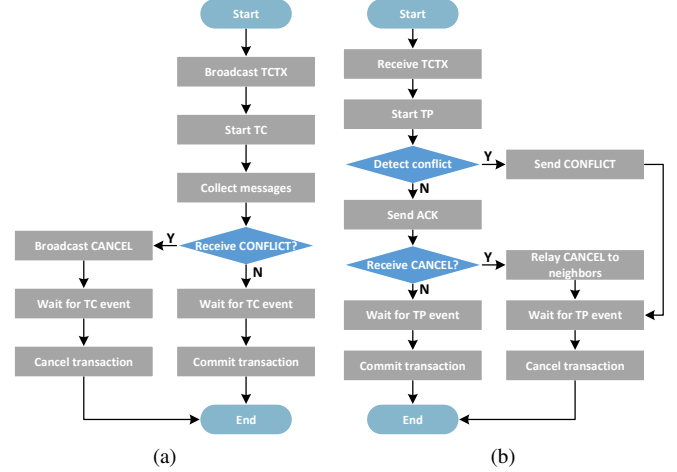 Start
Broadcast TCTX
Start TC
Collect messages
Receive CONFLICT?
Y
N
Broadcast CANCEL
Wait for TC event
Wait for TC event
Cancel transaction
Commit transaction
End
(a)
Start
Receive TCTX
Start TP
Detect conflict
Y
Send CONFLICT
N
Send ACK
Receive CANCEL?
Y
Relay CANCEL to
neighbors
N
Wait for TP event
Wait for TP event
Commit transaction
Cancel transaction
End
(b)